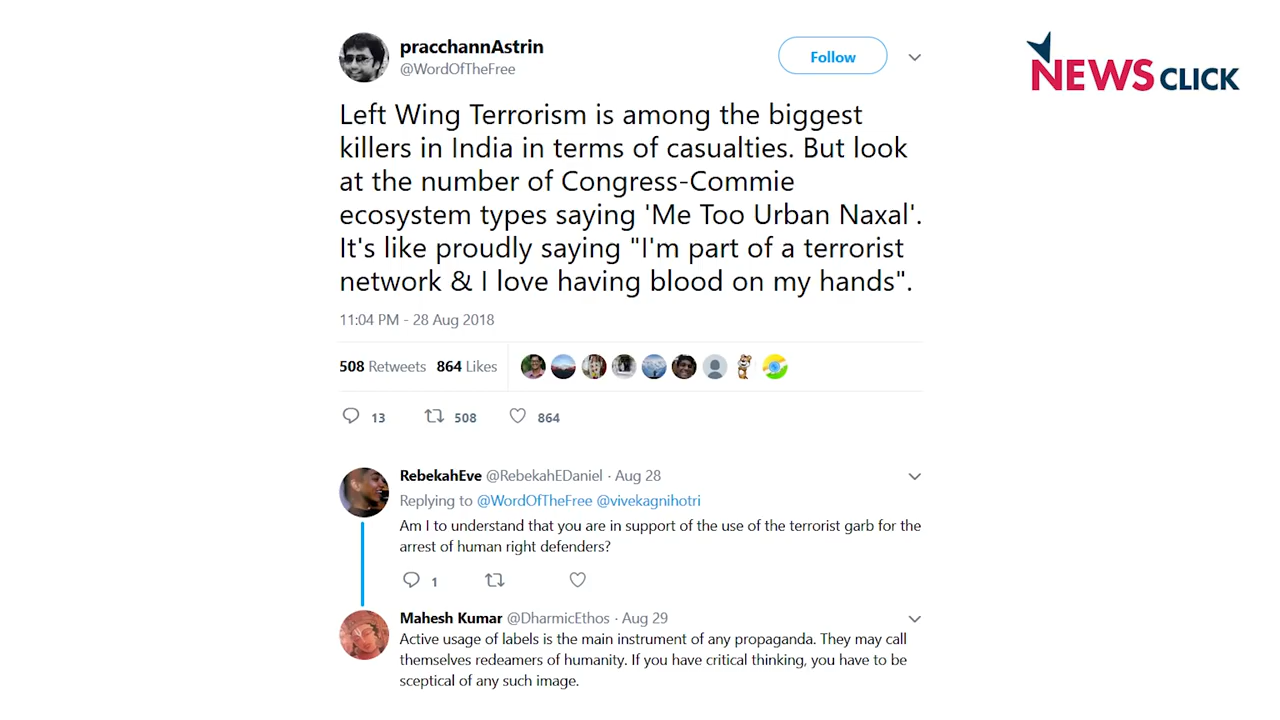 pracchannAstrin
@WordOfTheFree
Follow
NEWSCLICK
Left Wing Terrorism is among the biggest
killers in India in terms of casualties. But look
at the number of Congress-Commie
ecosystem types saying 'Me Too Urban Naxal'.
It's like proudly saying "I'm part of a terrorist
network & I love having blood on my hands".
11:04 PM - 28 Aug 2018
508 Retweets 864 Likes
13 508 864
RebekahEve @RebekahEDaniel · Aug 28
Replying to @WordOfTheFree @vivekagnihotri
Am I to understand that you are in support of the use of the terrorist garb for the
arrest of human right defenders?
1
Mahesh Kumar @DharmicEthos · Aug 29
Active usage of labels is the main instrument of any propaganda. They may call
themselves redeamers of humanity. If you have critical thinking, you have to be
sceptical of any such image.